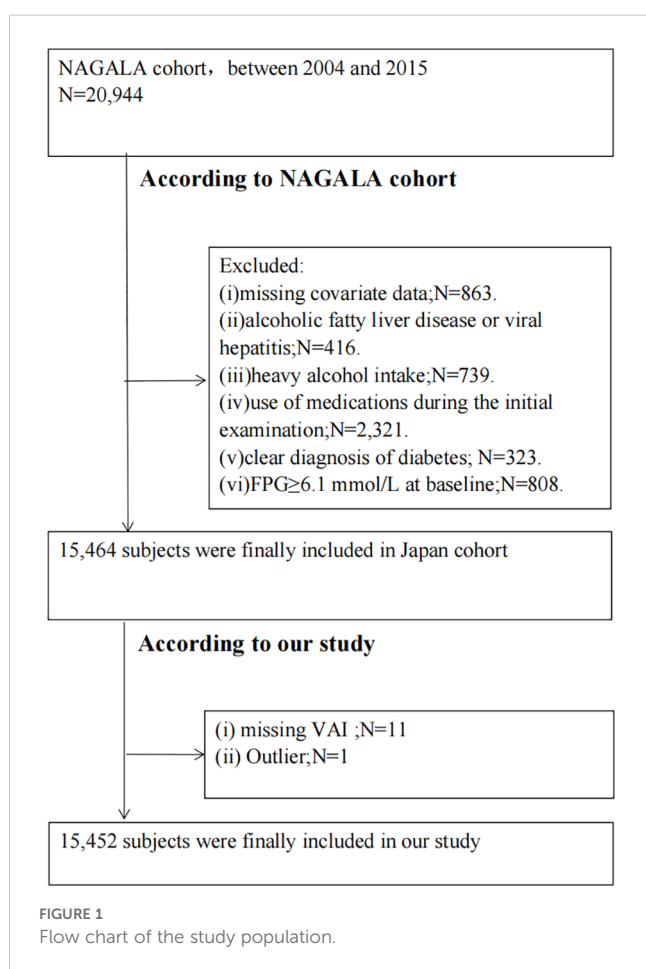 NAGALA cohort，between 2004 and 2015
N=20,944
According to NAGALA cohort
Excluded:
(i)missing covariate data;N=863.
(ii)alcoholic fatty liver disease or viral
hepatitis;N=416.
(iii)heavy alcohol intake;N=739.
(iv)use of medications during the initial
examination;N=2,321.
(v)clear diagnosis of diabetes; N=323.
(vi)FPG≥6.1 mmol/L at baseline;N=808.
15,464 subjects were finally included in Japan cohort
According to our study
(i) missing VAI ;N=11
(ii) Outlier;N=1
15,452 subjects were finally included in our study
FIGURE 1
Flow chart of the study population.